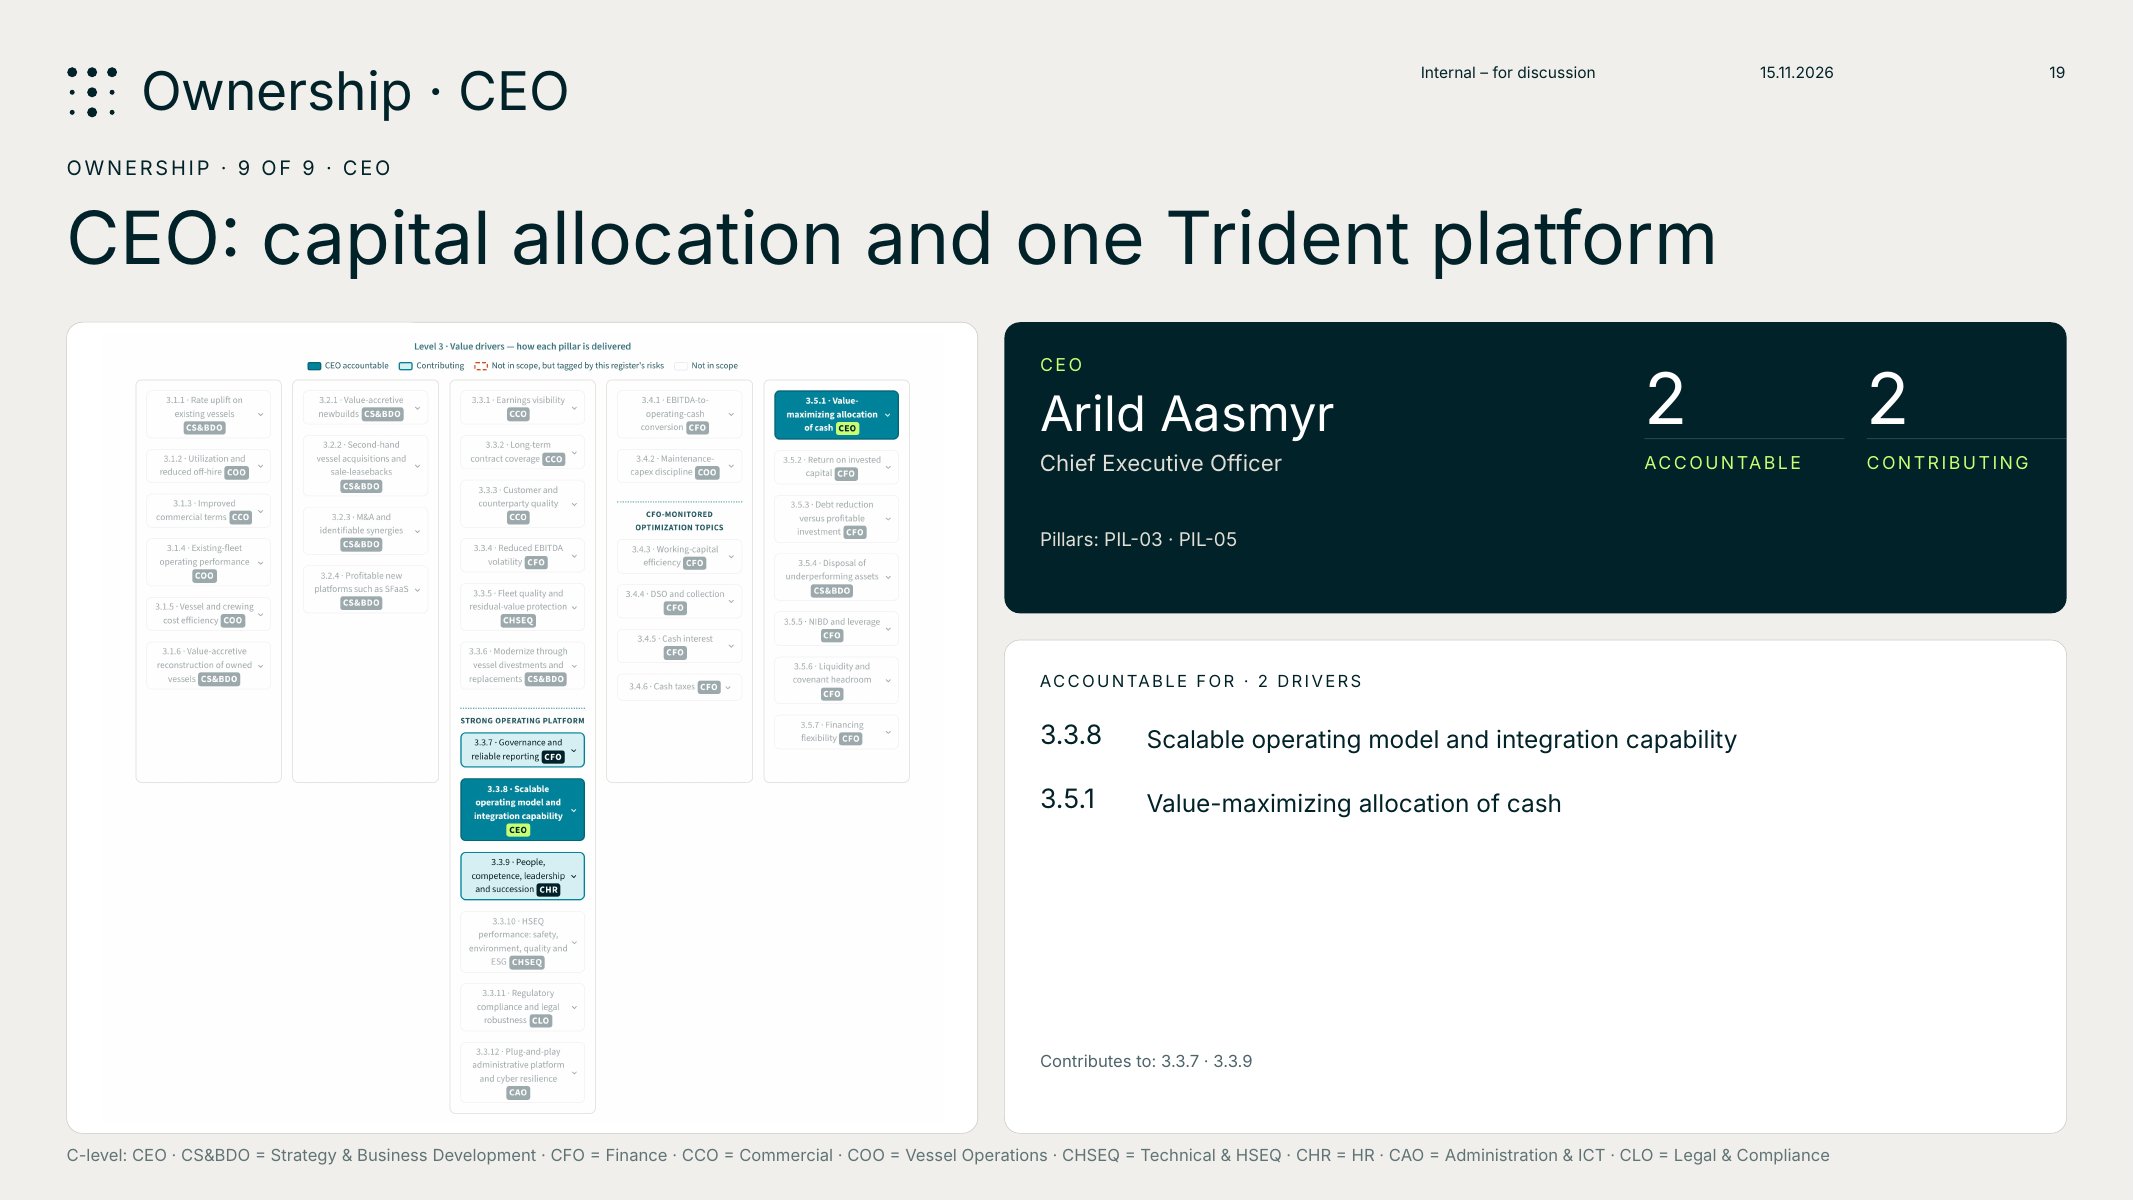 Ownership · CEO
Internal – for discussion
15.11.2026
19
OWNERSHIP · 9 OF 9 · CEO
CEO: capital allocation and one Trident platform
Level 3 · Value drivers — how each pillar is delivered
CEO accountable
Contributing
Not in scope, but tagged by this register's risks
Not in scope
3.1.1 · Rate uplift on
existing vessels
CS&BDO
3.1.2 · Utilization and
reduced off-hire COO
3.1.3 · Improved
commercial terms CCO
3.1.4 · Existing-fleet
operating performance
COO
3.1.5 · Vessel and crewing
cost efficiency COO
3.1.6 · Value-accretive
reconstruction of owned
vessels CS&BDO
3.2.1 · Value-accretive
newbuilds CS&BDO
3.2.2 · Second-hand
vessel acquisitions and
sale-leasebacks
CS&BDO
3.2.3 · M&A and
identifiable synergies
CS&BDO
3.2.4 · Profitable new
platforms such as SFaaS
CS&BDO
3.3.1 · Earnings visibility
CCO
3.3.2 · Long-term
contract coverage CCO
3.3.3 · Customer and
counterparty quality
CCO
3.3.4 · Reduced EBITDA
volatility CFO
3.3.5 · Fleet quality and
residual-value protection
CHSEQ
3.3.6 · Modernize through
vessel divestments and
replacements CS&BDO
STRONG OPERATING PLATFORM
3.3.7 · Governance and
reliable reporting CFO
3.3.8 · Scalable
operating model and
integration capability
CEO
3.3.9 · People,
competence, leadership
and succession CHR
3.3.10 · HSEQ
performance: safety,
environment, quality and
ESG CHSEQ
3.3.11 · Regulatory
compliance and legal
robustness CLO
3.3.12 · Plug-and-play
administrative platform
and cyber resilience
CAO
3.4.1 · EBITDA-to-
operating-cash
conversion CFO
3.4.2 · Maintenance-
capex discipline COO
CFO-MONITORED
OPTIMIZATION TOPICS
3.4.3 · Working-capital
efficiency CFO
3.4.4 · DSO and collection
CFO
3.4.5 · Cash interest
CFO
3.4.6 · Cash taxes CFO
3.5.1 · Value-
maximizing allocation
of cash CEO
3.5.2 · Return on invested
capital CFO
3.5.3 · Debt reduction
versus profitable
investment CFO
3.5.4 · Disposal of
underperforming assets
CS&BDO
3.5.5 · NIBD and leverage
CFO
3.5.6 · Liquidity and
covenant headroom
CFO
3.5.7 · Financing
flexibility CFO
CEO
Arild Aasmyr
Chief Executive Officer
2
ACCOUNTABLE
2
CONTRIBUTING
Pillars: PIL-03 · PIL-05
ACCOUNTABLE FOR · 2 DRIVERS
3.3.8 Scalable operating model and integration capability
3.5.1 Value-maximizing allocation of cash
Contributes to: 3.3.7 · 3.3.9
C-level: CEO · CS&BDO = Strategy & Business Development · CFO = Finance · CCO = Commercial · COO = Vessel Operations · CHSEQ = Technical & HSEQ · CHR = HR · CAO = Administration & ICT · CLO = Legal & Compliance